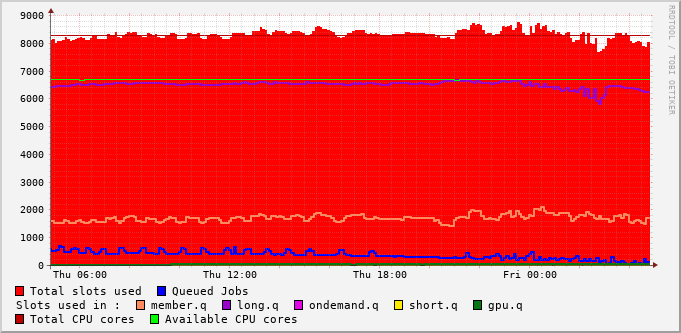 9000
8000
7000
6000
5000
4000
3000
2000
1000
0
Thu 06:00 Thu 12:00 Thu 18:00 Fri 00:00
RRDTOOL / TOBI OETIKER
Total slots used Queued Jobs
Slots used in : member.q long.q ondemand.q short.q gpu.q
Total CPU cores Available CPU cores